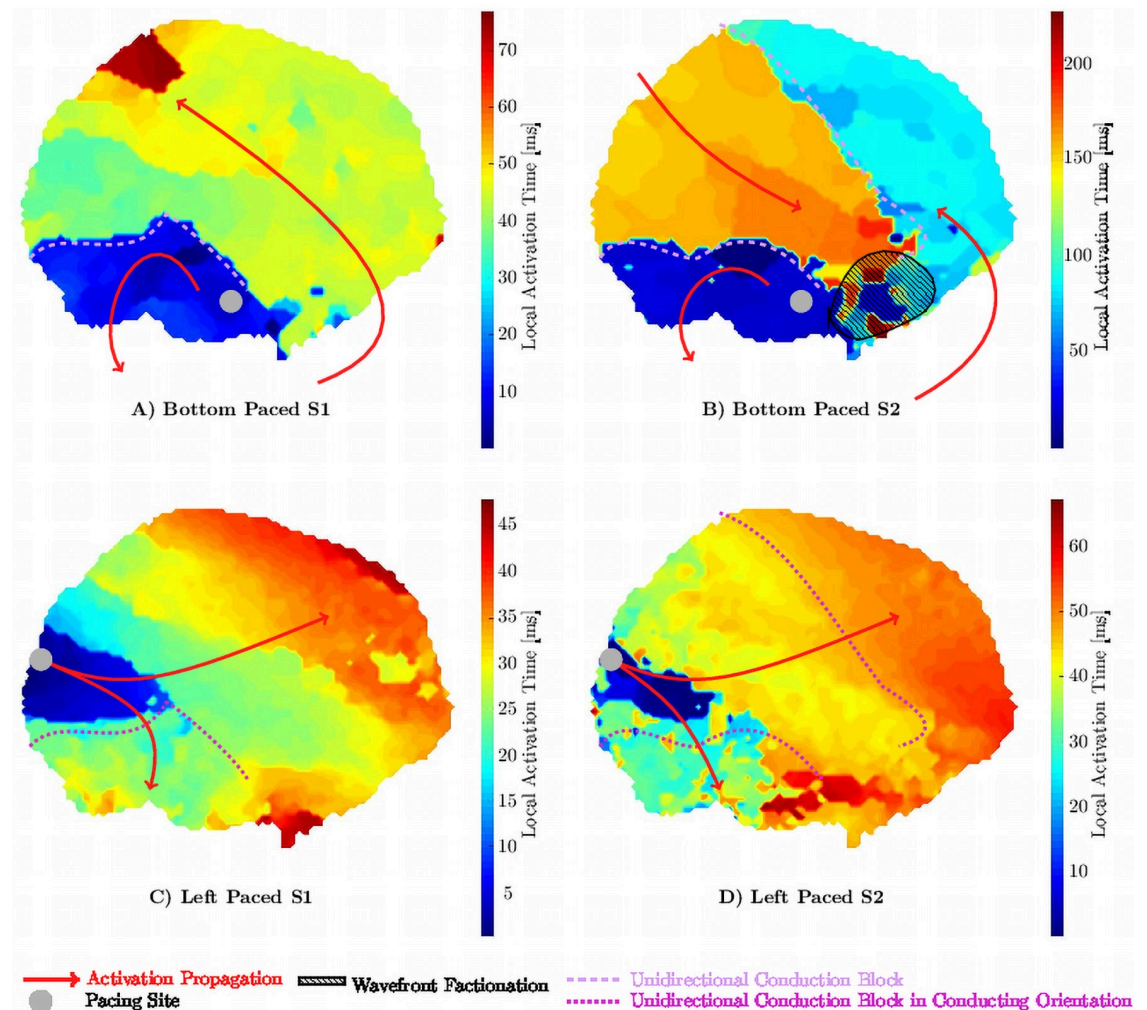 70
60
50
40
30
20
10
Local Activation Time [ms]
A) Bottom Paced S1
200
150
100
50
Local Activation Time [ms]
B) Bottom Paced S2
45
40
35
30
25
20
15
10
5
Local Activation Time [ms]
C) Left Paced S1
60
50
40
30
20
10
Local Activation Time [ms]
D) Left Paced S2
Activation Propagation
Pacing Site
Wavefront Factionation
Unidirectional Conduction Block
Unidirectional Conduction Block in Conducting Orientation